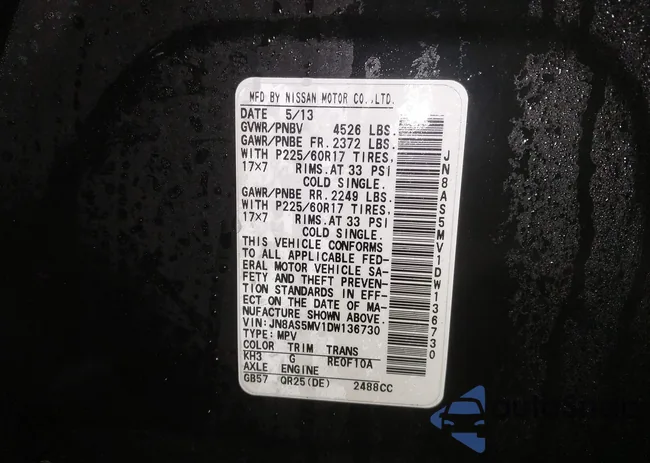 MFD BY NISSAN MOTOR CO.,LTD.
DATE 5/13
GVWR/PNBV 4526 LBS.
GAWR/PNBE FR. 2372 LBS.
WITH P225/60R17 TIRES,
17X7 RIMS.AT 33 PSI
COLD SINGLE.
GAWR/PNBE RR. 2249 LBS.
WITH P225/60R17 TIRES,
17X7 RIMS.AT 33 PSI
COLD SINGLE.
THIS VEHICLE CONFORMS
TO ALL APPLICABLE FED-
ERAL MOTOR VEHICLE SA-
FETY AND THEFT PREVEN-
TION STANDARDS IN EFF-
ECT ON THE DATE OF MA-
NUFACTURE SHOWN ABOVE.
VIN: JN8AS5MV1DW136730
TYPE: MPV
COLOR TRIM TRANS
KH3 G RE0F10A
AXLE ENGINE
GB57 QR25(DE) 2488CC
JN8AS5MV1DW136730